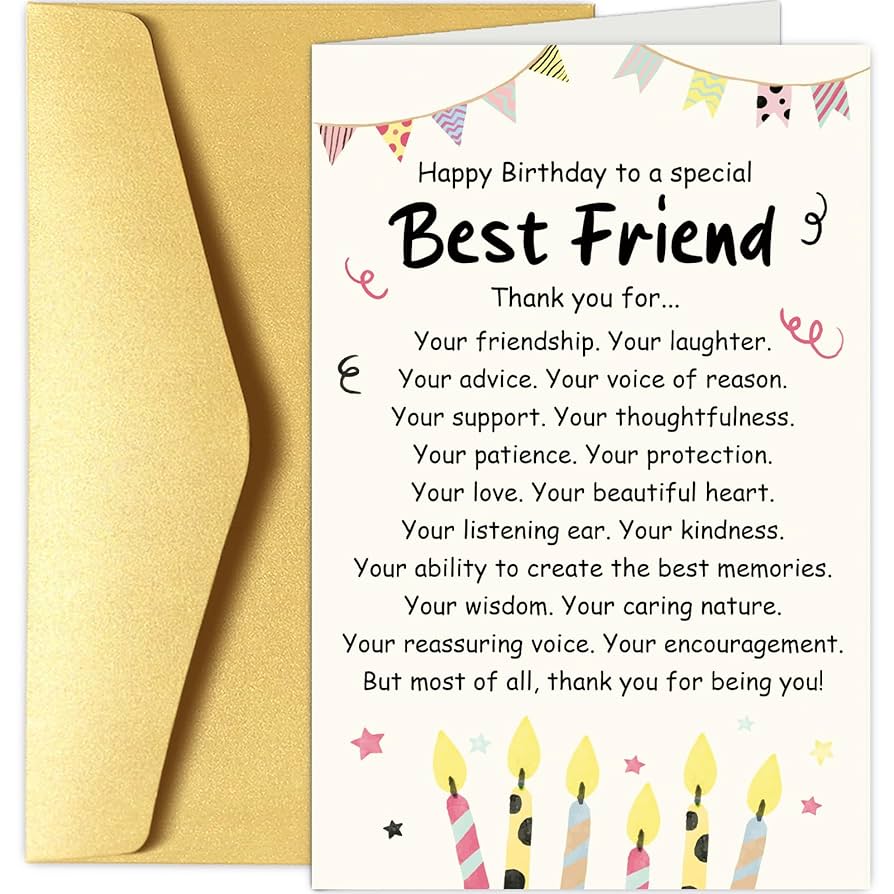 Happy Birthday to a special
Best Friend
Thank you for...
Your friendship. Your laughter.
Your advice. Your voice of reason.
Your support. Your thoughtfulness.
Your patience. Your protection.
Your love. Your beautiful heart.
Your listening ear. Your kindness.
Your ability to create the best memories.
Your wisdom. Your caring nature.
Your reassuring voice. Your encouragement.
But most of all, thank you for being you!